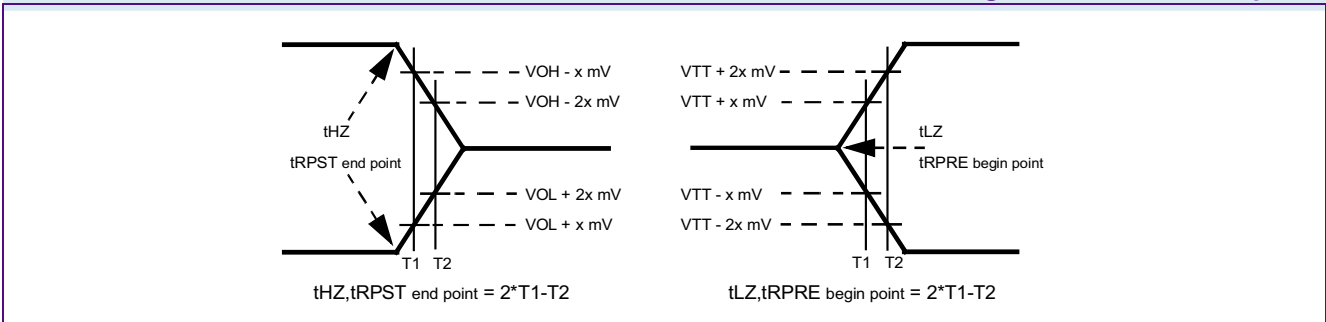 VOH - x mV
VOH - 2x mV
tHZ
tRPST end point
VOL + 2x mV
VOL + x mV
T1 T2
tHZ,tRPST end point = 2*T1-T2
VTT + 2x mV
VTT + x mV
tLZ
tRPRE begin point
VTT - x mV
VTT - 2x mV
T1 T2
tLZ,tRPRE begin point = 2*T1-T2